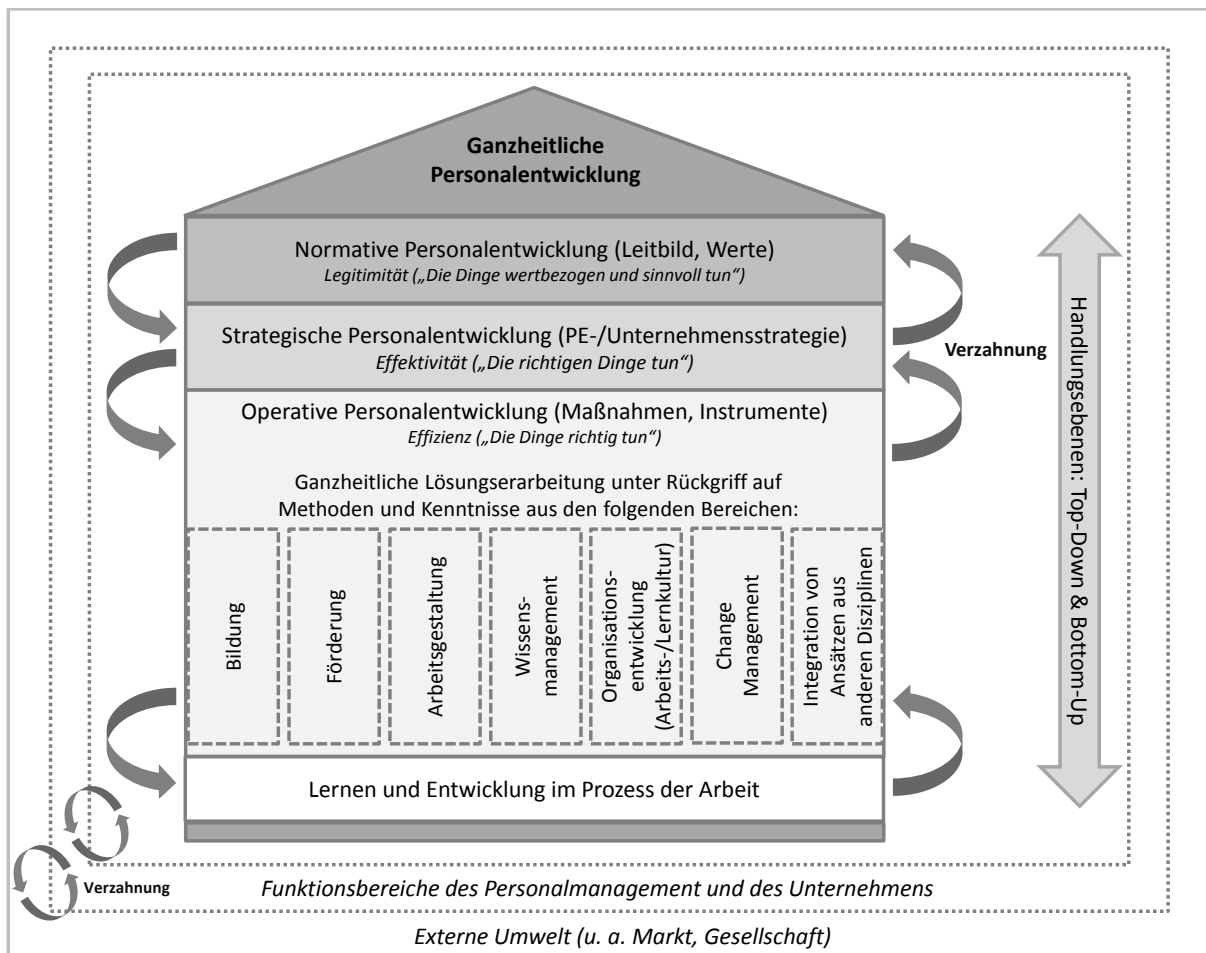 Ganzheitliche
Personalentwicklung
Normative Personalentwicklung (Leitbild, Werte)
Legitimität („Die Dinge wertbezogen und sinnvoll tun“)
Strategische Personalentwicklung (PE-/Unternehmensstrategie)
Effektivität („Die richtigen Dinge tun“)
Verzahnung
Operative Personalentwicklung (Maßnahmen, Instrumente)
Effizienz („Die Dinge richtig tun“)
Ganzheitliche Lösungserarbeitung unter Rückgriff auf
Methoden und Kenntnisse aus den folgenden Bereichen:
Bildung
Förderung
Arbeitsgestaltung
Wissens-
management
Organisations-
entwicklung
(Arbeits-/Lernkultur)
Change
Management
Integration von
Ansätzen aus
anderen Disziplinen
Handlungsebenen: Top-Down & Bottom-Up
Lernen und Entwicklung im Prozess der Arbeit
Verzahnung
Funktionsbereiche des Personalmanagement und des Unternehmens
Externe Umwelt (u. a. Markt, Gesellschaft)